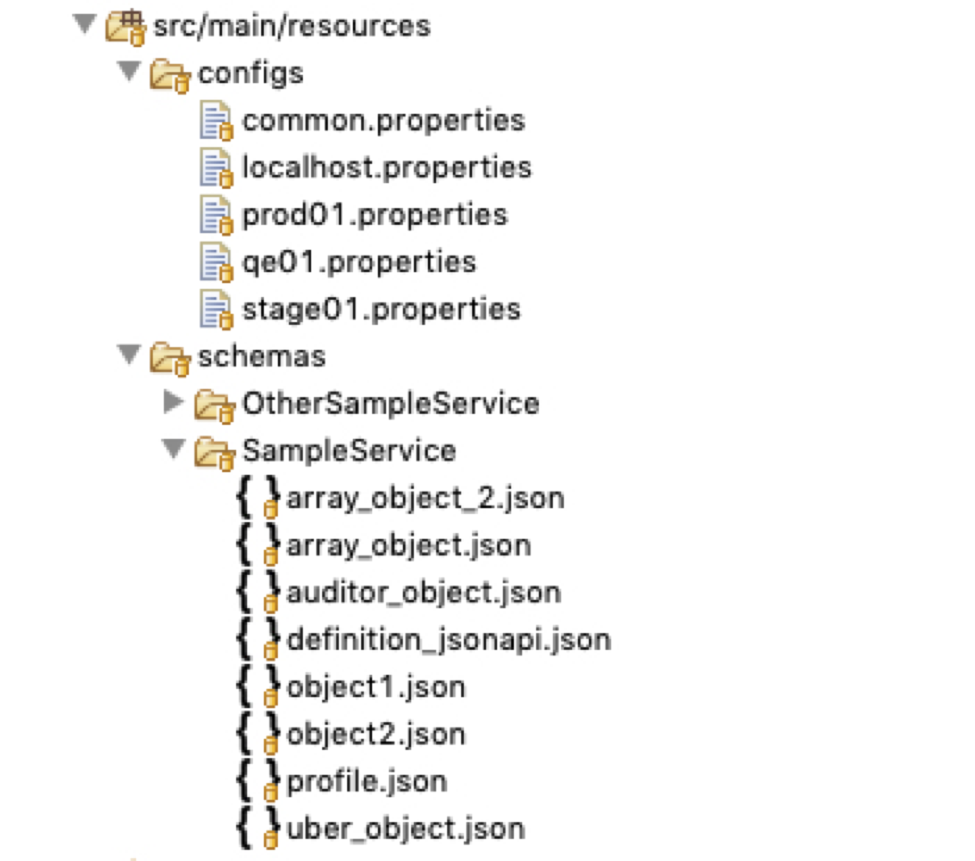 src/main/resources
configs
common.properties
localhost.properties
prod01.properties
qe01.properties
stage01.properties
schemas
OtherSampleService
SampleService
array_object_2.json
array_object.json
auditor_object.json
definition_jsonapi.json
object1.json
object2.json
profile.json
uber_object.json